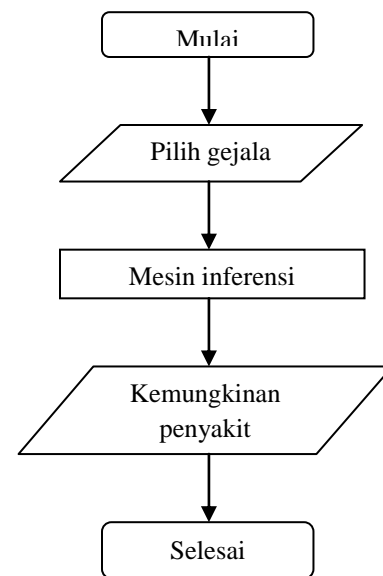 Mulai
Pilih gejala
Mesin inferensi
Kemungkinan
penyakit
Selesai